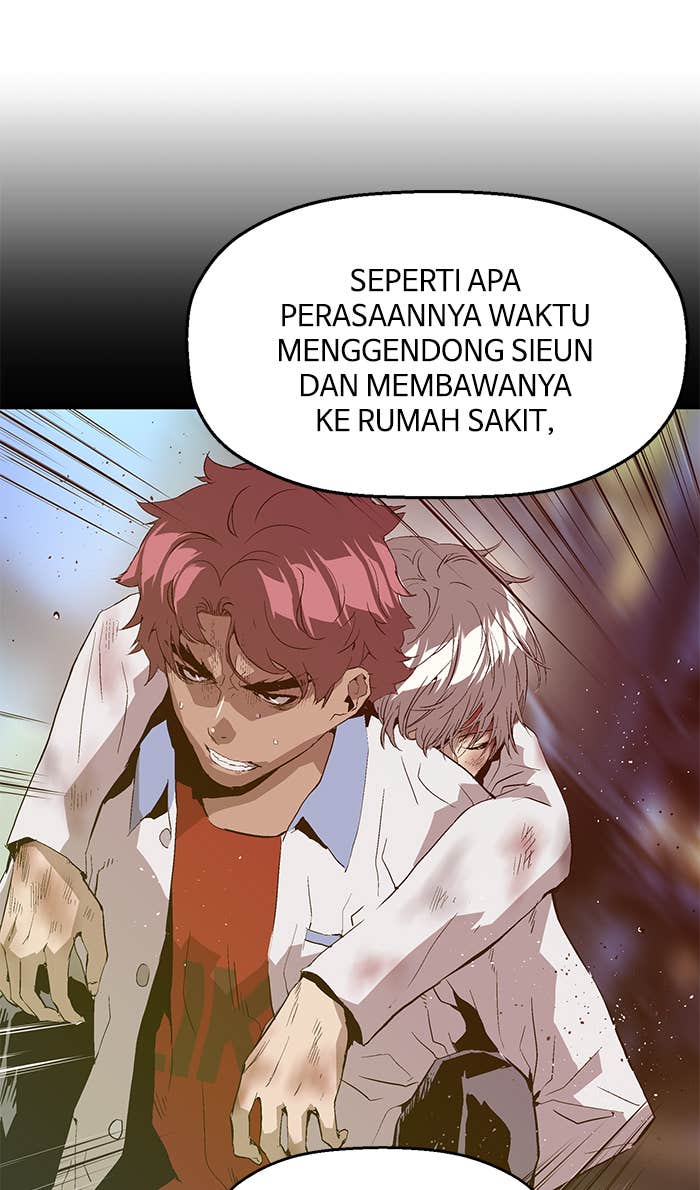 SEPERTI APA
PERASAANNYA WAKTU
MENGGENDONG SIEUN
DAN MEMBAWANYA
KE RUMAH SAKIT,